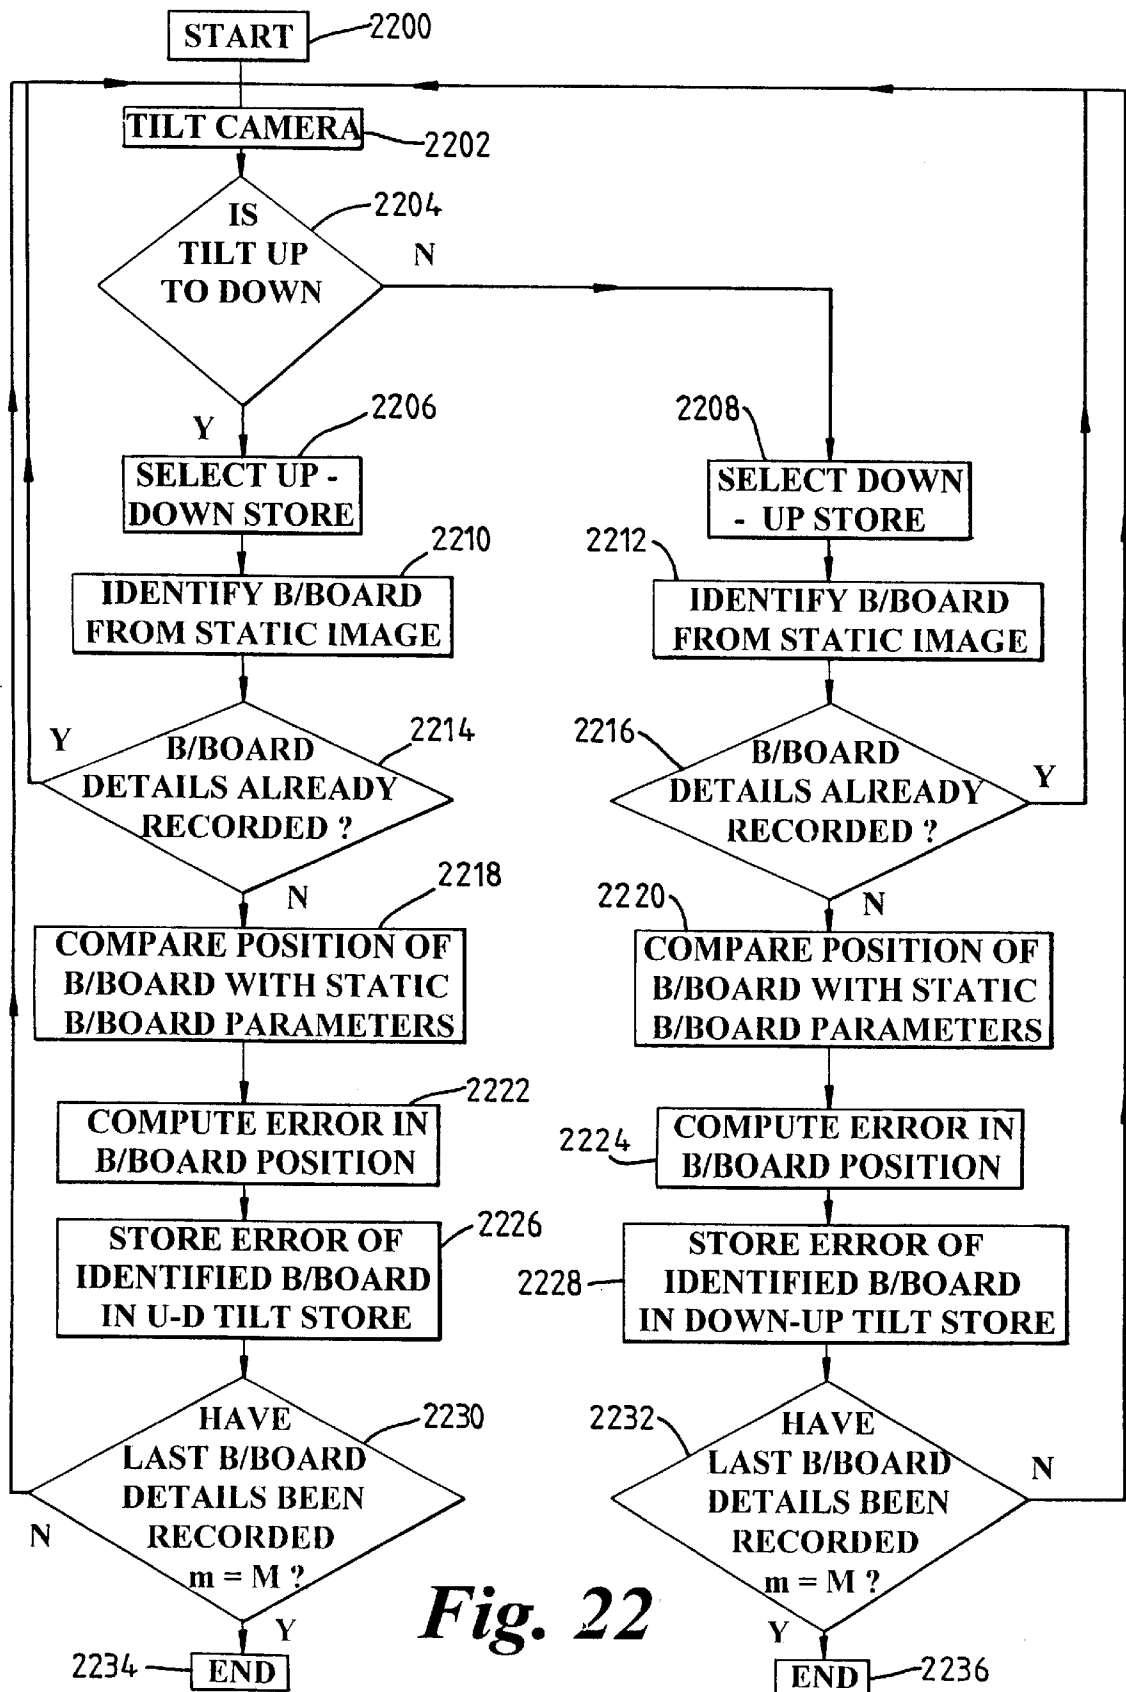 START
2200
TILT CAMERA
2202
IS
TILT UP
TO DOWN
2204
N
Y
2206
SELECT UP -
DOWN STORE
2208
SELECT DOWN
- UP STORE
2210
IDENTIFY B/BOARD
FROM STATIC IMAGE
2212
IDENTIFY B/BOARD
FROM STATIC IMAGE
Y
2214
B/BOARD
DETAILS ALREADY
RECORDED ?
N
2216
B/BOARD
DETAILS ALREADY
RECORDED ?
Y
N
2218
COMPARE POSITION OF
B/BOARD WITH STATIC
B/BOARD PARAMETERS
2220
COMPARE POSITION OF
B/BOARD WITH STATIC
B/BOARD PARAMETERS
2222
COMPUTE ERROR IN
B/BOARD POSITION
2224
COMPUTE ERROR IN
B/BOARD POSITION
2226
STORE ERROR OF
IDENTIFIED B/BOARD
IN U-D TILT STORE
2228
STORE ERROR OF
IDENTIFIED B/BOARD
IN DOWN-UP TILT STORE
2230
HAVE
LAST B/BOARD
DETAILS BEEN
RECORDED
m = M ?
N
Y
2232
HAVE
LAST B/BOARD
DETAILS BEEN
RECORDED
m = M ?
N
Y
2234
END
2236
END
Fig. 22